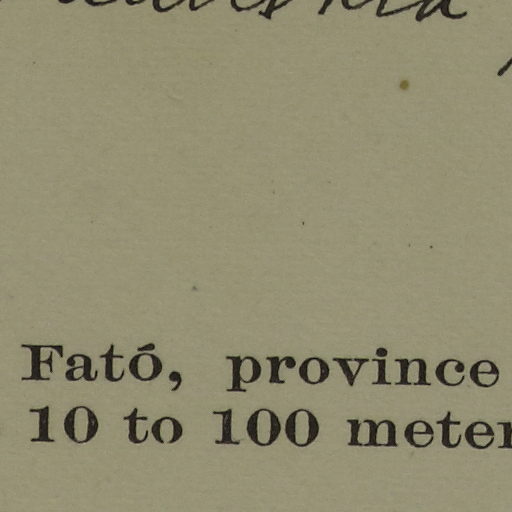 Fató, province
10 to 100 meter